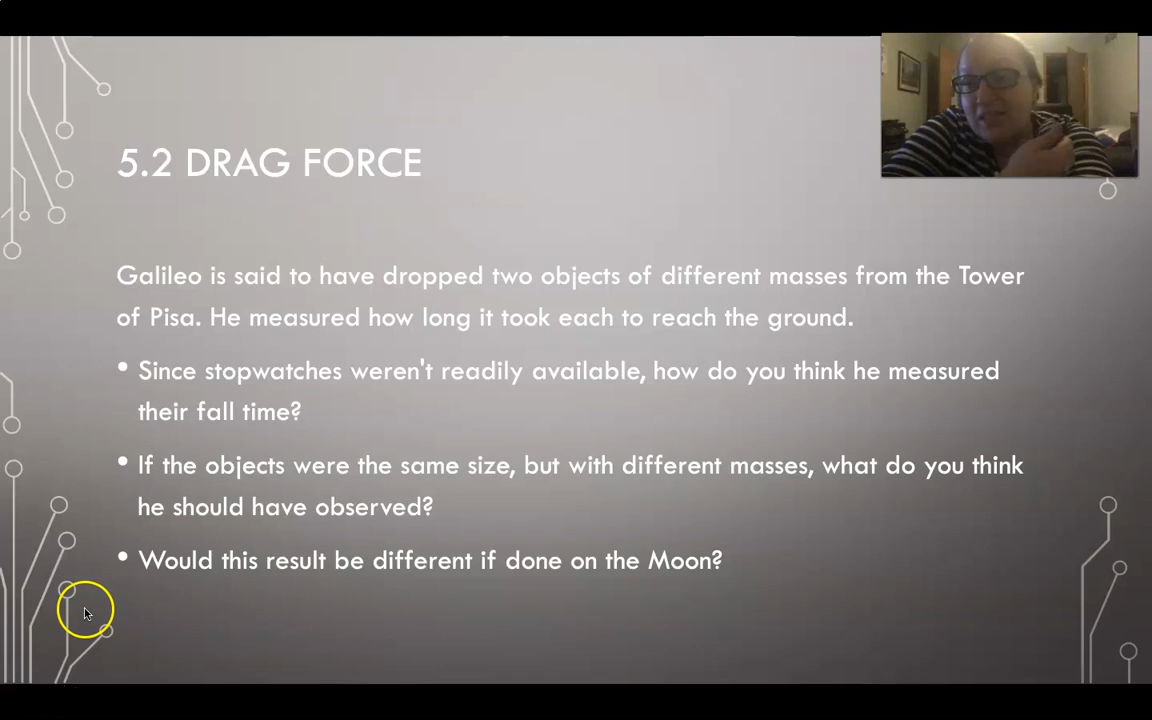 5.2 DRAG FORCE
Galileo is said to have dropped two objects of different masses from the Tower
of Pisa. He measured how long it took each to reach the ground.
• Since stopwatches weren't readily available, how do you think he measured
their fall time?
• If the objects were the same size, but with different masses, what do you think
he should have observed?
• Would this result be different if done on the Moon?